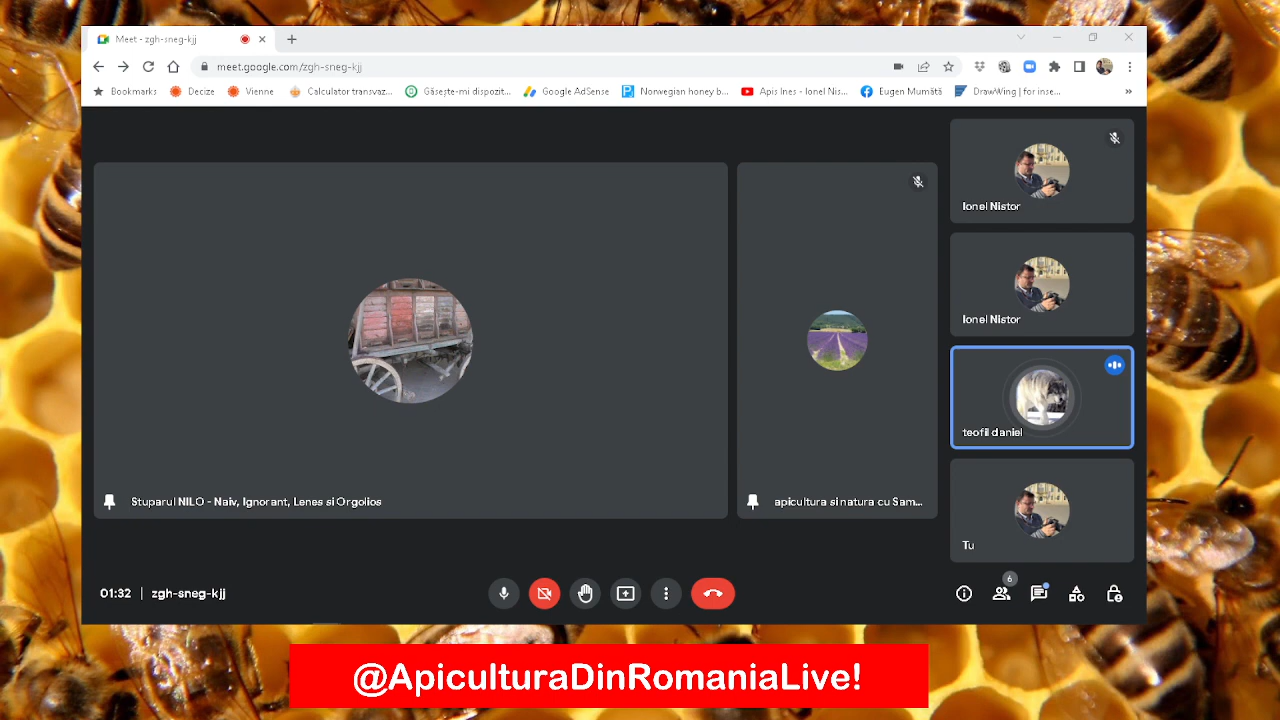 Meet - zgh-sneg-kjj
meet.google.com/zgh-sneg-kjj
Bookmarks
Decize
Vienne
Calculator transvaz...
Găsește-mi dispozit...
Google AdSense
Norwegian honey b...
Apis Ines - Ionel Nis...
Eugen Mumătă
DrawWing | for inse...
»
Stuparul NILO - Naiv, Ignorant, Lenes si Orgolios
apicultura si natura cu Sam...
Ionel Nistor
Ionel Nistor
teofil daniel
Tu
01:32 | zgh-sneg-kjj
6
@ApiculturaDinRomaniaLive!